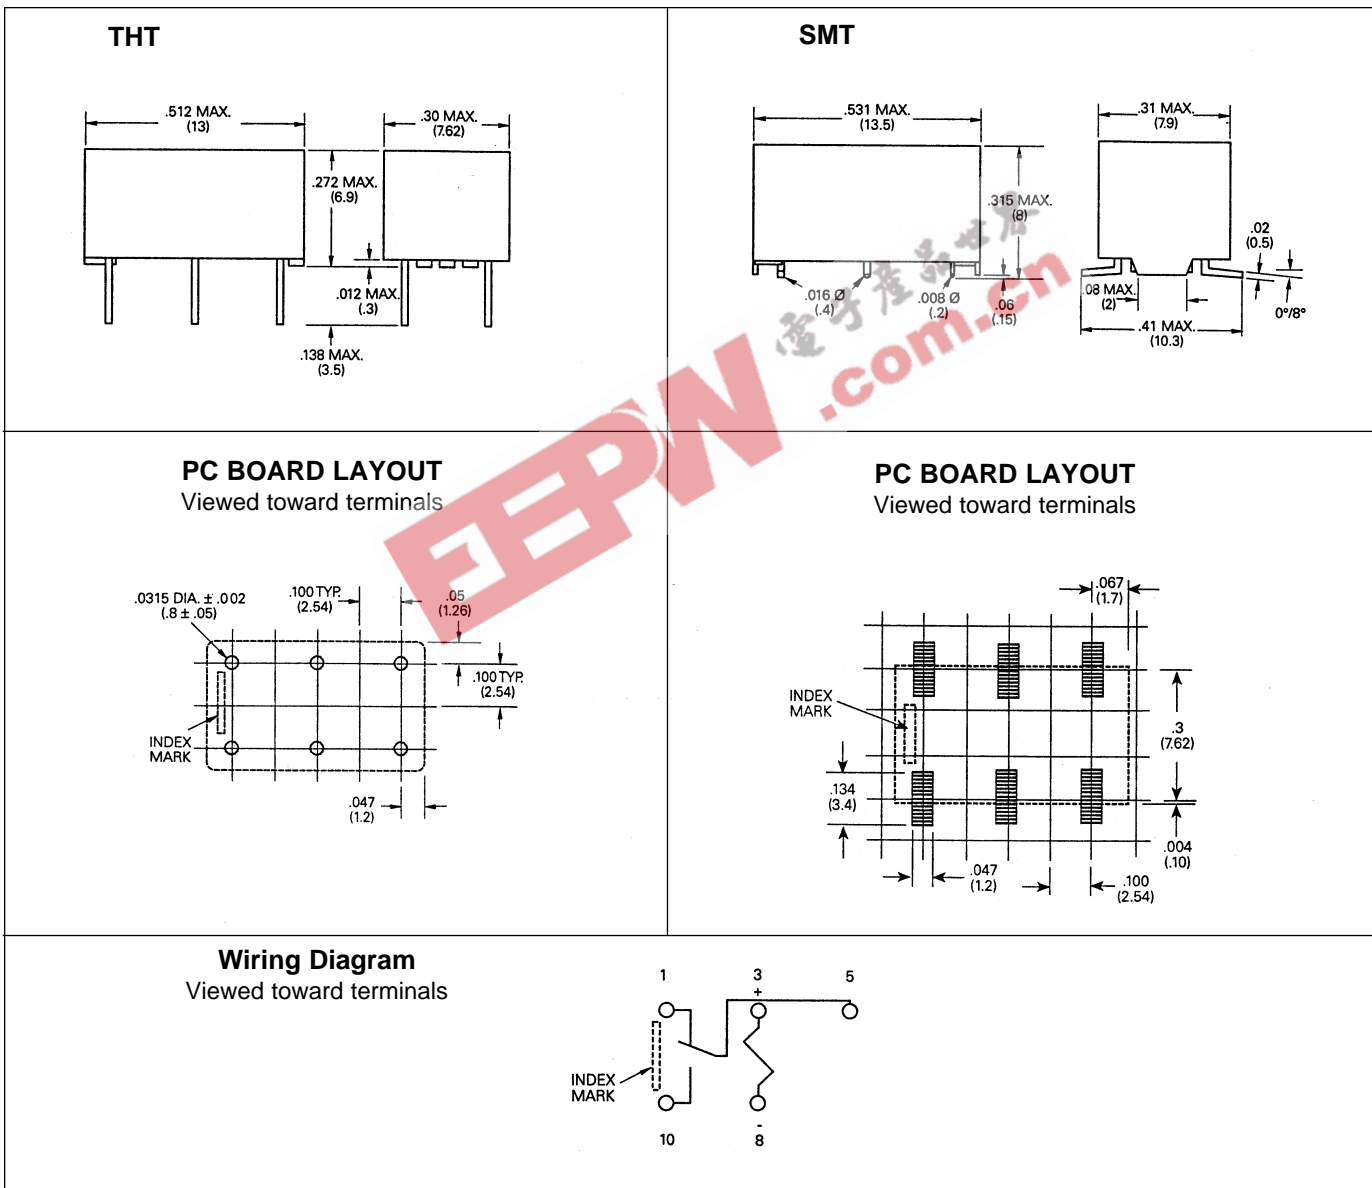 THT
.512 MAX.
(13)
.30 MAX.
(7.62)
.272 MAX.
(6.9)
.012 MAX.
(.3)
.138 MAX.
(3.5)
SMT
.531 MAX.
(13.5)
.31 MAX.
(7.9)
.315 MAX.
(8)
.02
(0.5)
.016 Ø
(.4)
.008 Ø
(.2)
.06
(.15)
.08 MAX.
(2)
0°/8°
.41 MAX.
(10.3)
電子產品世界
EEPW
.com.cn
PC BOARD LAYOUT
Viewed toward terminals
.0315 DIA. ± .002
(.8 ± .05)
.100 TYP.
(2.54)
.05
(1.26)
.100 TYP.
(2.54)
INDEX
MARK
.047
(1.2)
PC BOARD LAYOUT
Viewed toward terminals
.067
(1.7)
INDEX
MARK
.3
(7.62)
.134
(3.4)
.004
(.10)
.047
(1.2)
.100
(2.54)
Wiring Diagram
Viewed toward terminals
1
3
5
+
INDEX
MARK
-
10
8